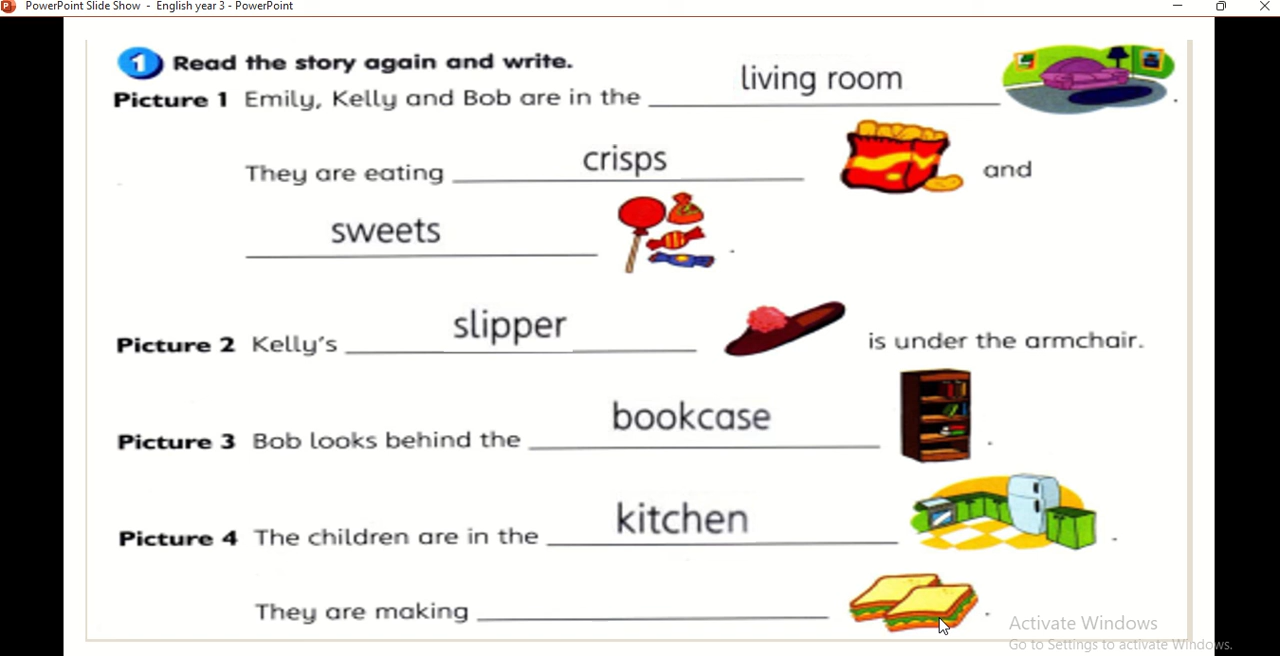 PowerPoint Slide Show - English year 3 - PowerPoint
1 Read the story again and write.
Picture 1 Emily, Kelly and Bob are in the living room .
They are eating crisps and
sweets .
Picture 2 Kelly's slipper is under the armchair.
Picture 3 Bob looks behind the bookcase .
Picture 4 The children are in the kitchen .
They are making .
Activate Windows
Go to Settings to activate Windows.